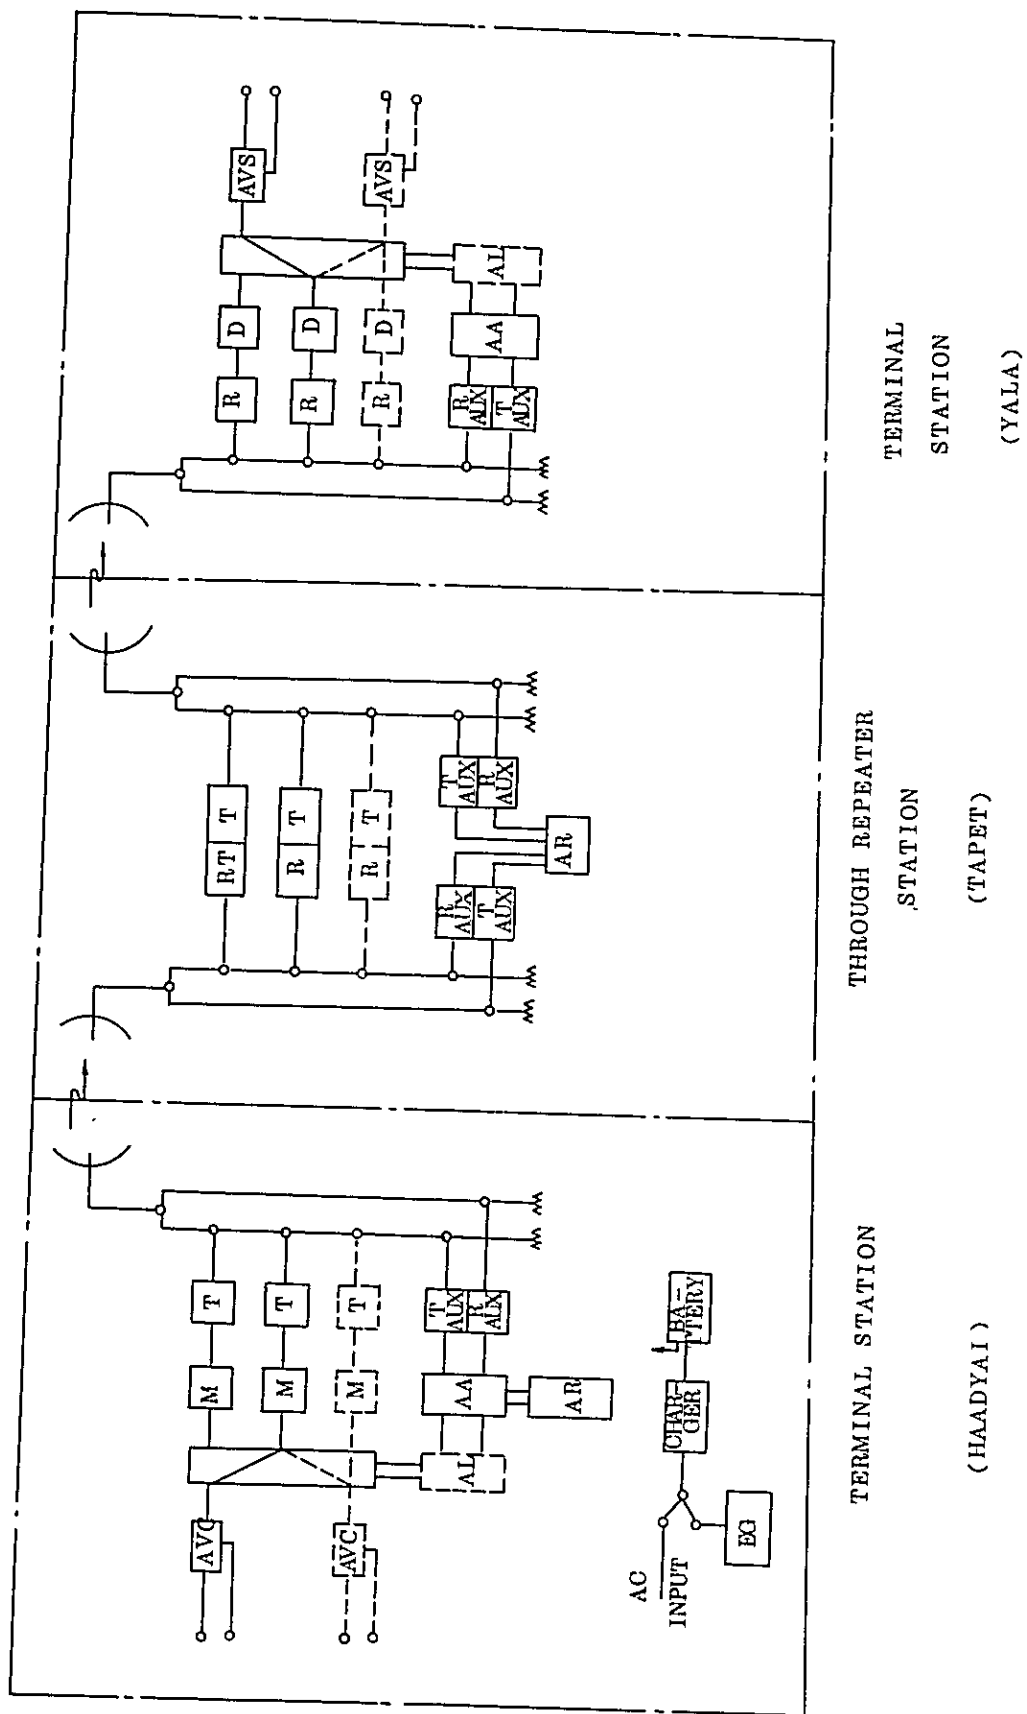 AVC
M
T
M
T
AVC
M
T
AL
AA
T
AUX
R
AUX
AR
AC
INPUT
EG
CHAR-
GER
BA-
TTERY
TERMINAL STATION
(HAADYAI)
RT
T
R
T
R
T
R
AUX
T
AUX
T
AUX
R
AUX
AR
THROUGH REPEATER
STATION
(TAPET)
R
D
AVS
R
D
R
D
AVS
R
AUX
T
AUX
AA
AL
TERMINAL
STATION
(YALA)